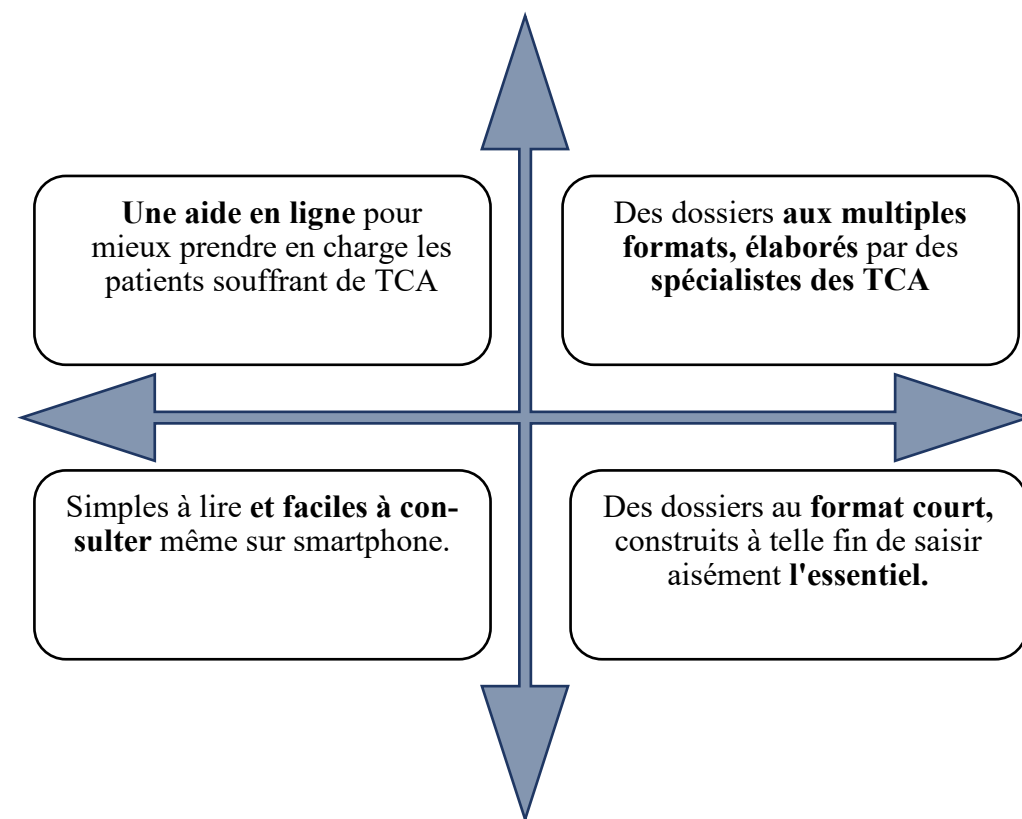 Une aide en ligne pour
mieux prendre en charge les
patients souffrant de TCA
Des dossiers aux multiples
formats, élaborés par des
spécialistes des TCA
Simples à lire et faciles à con-
sulter même sur smartphone.
Des dossiers au format court,
construits à telle fin de saisir
aisément l'essentiel.